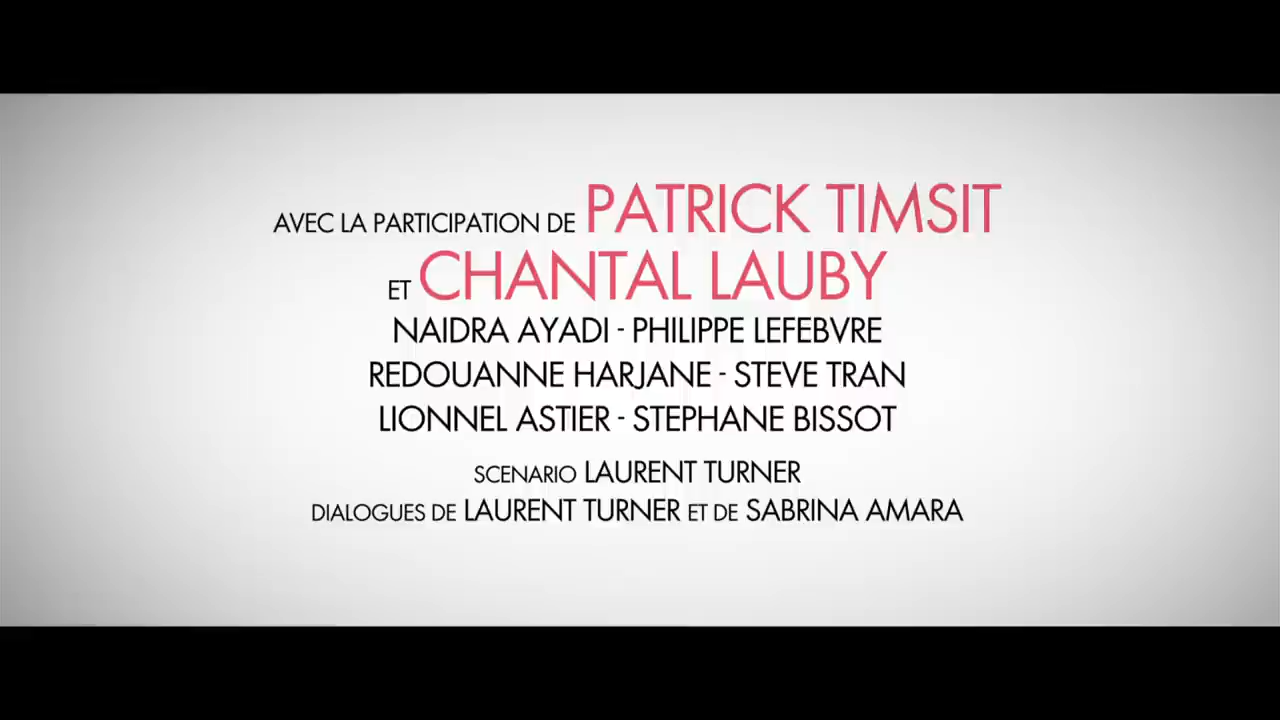 AVEC LA PARTICIPATION DE PATRICK TIMSIT
ET CHANTAL LAUBY
NAIDRA AYADI - PHILIPPE LEFEBVRE
REDOUANNE HARJANE - STEVE TRAN
LIONNEL ASTIER - STEPHANE BISSOT
SCENARIO LAURENT TURNER
DIALOGUES DE LAURENT TURNER ET DE SABRINA AMARA